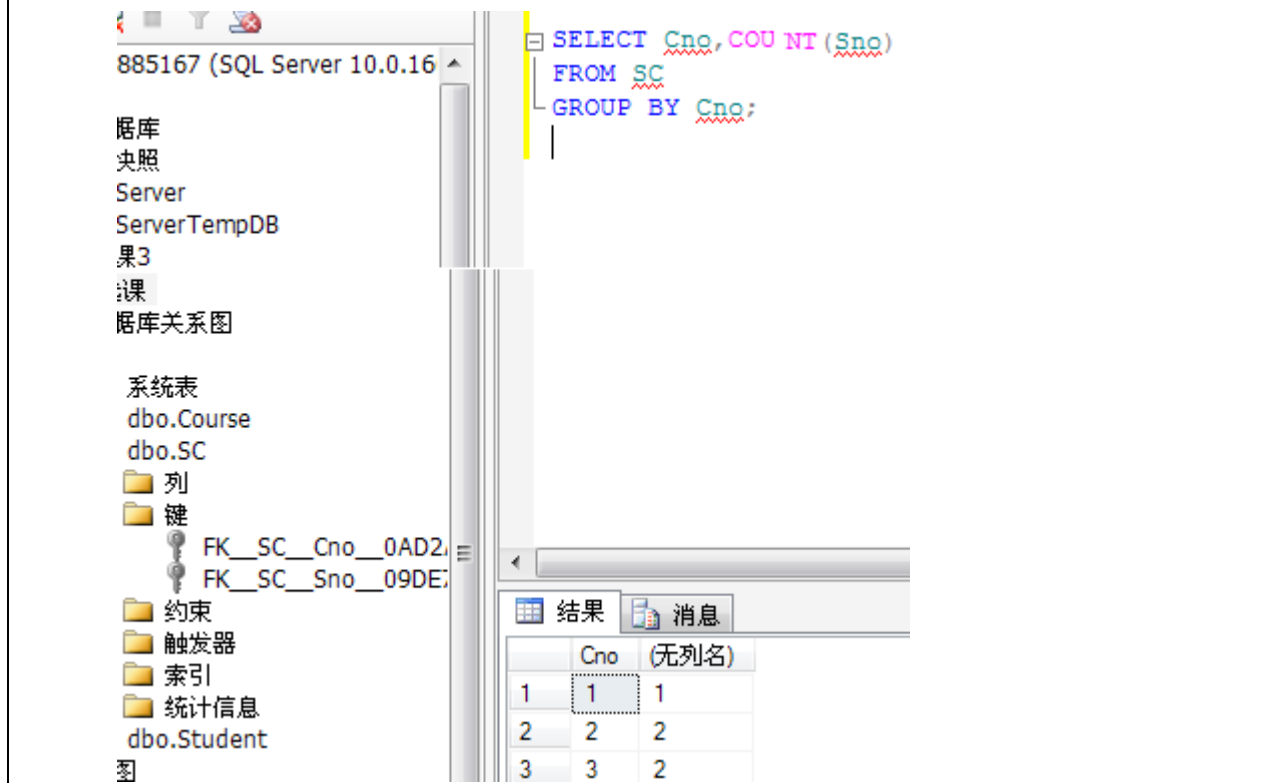 885167 (SQL Server 10.0.16
据库
快照
Server
ServerTempDB
果3
课
据库关系图
系统表
dbo.Course
dbo.SC
列
键
FK__SC__Cno__0AD2
FK__SC__Sno__09DE
约束
触发器
索引
统计信息
dbo.Student
图
SELECT Cno,COUNT(Sno)
FROM SC
GROUP BY Cno;
结果 消息
Cno (无列名)
1 1 1
2 2 2
3 3 2